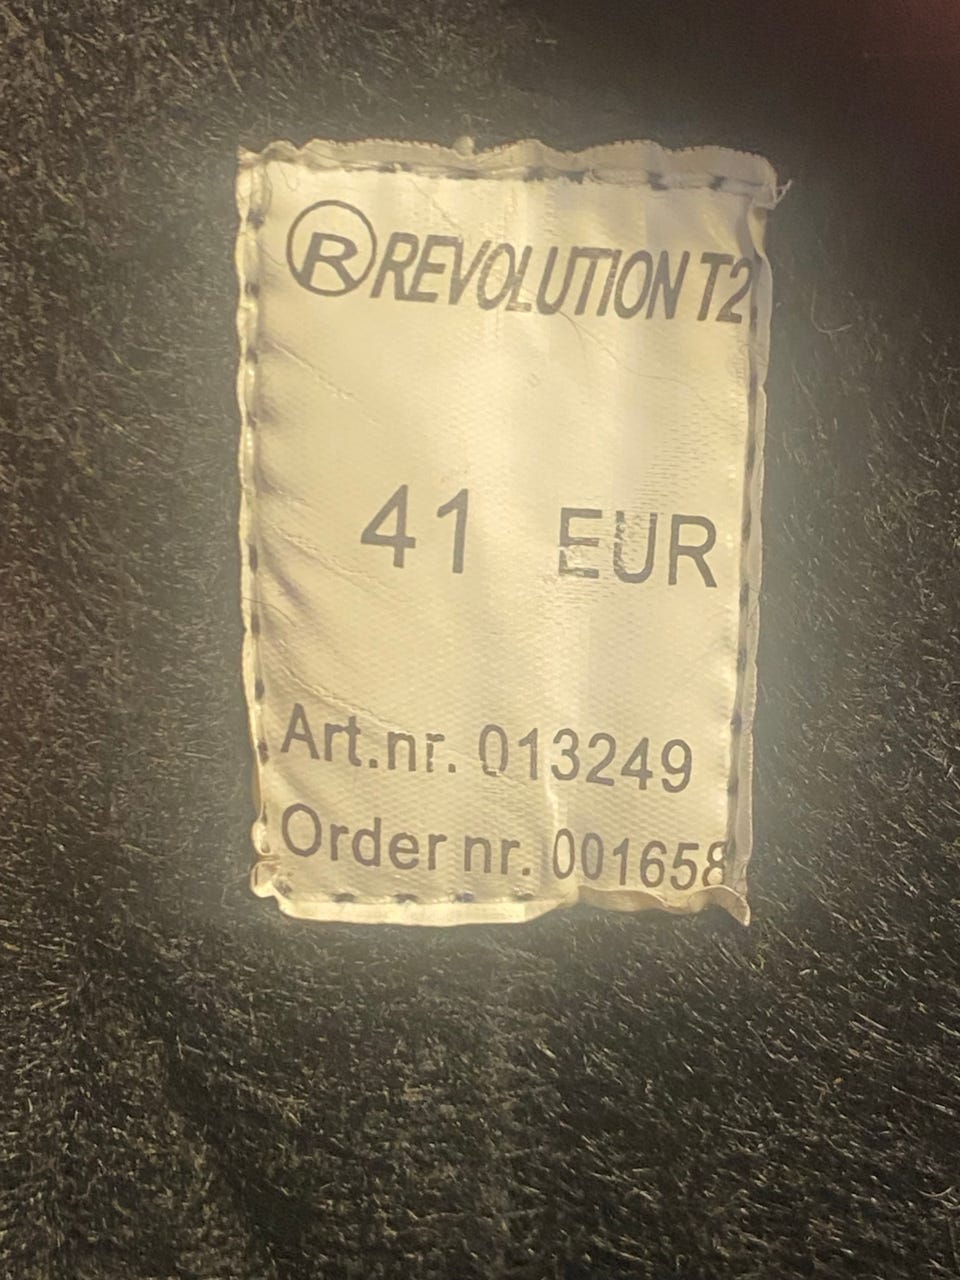 ® REVOLUTION T2
41 EUR
Art.nr. 013249
Order nr. 001658